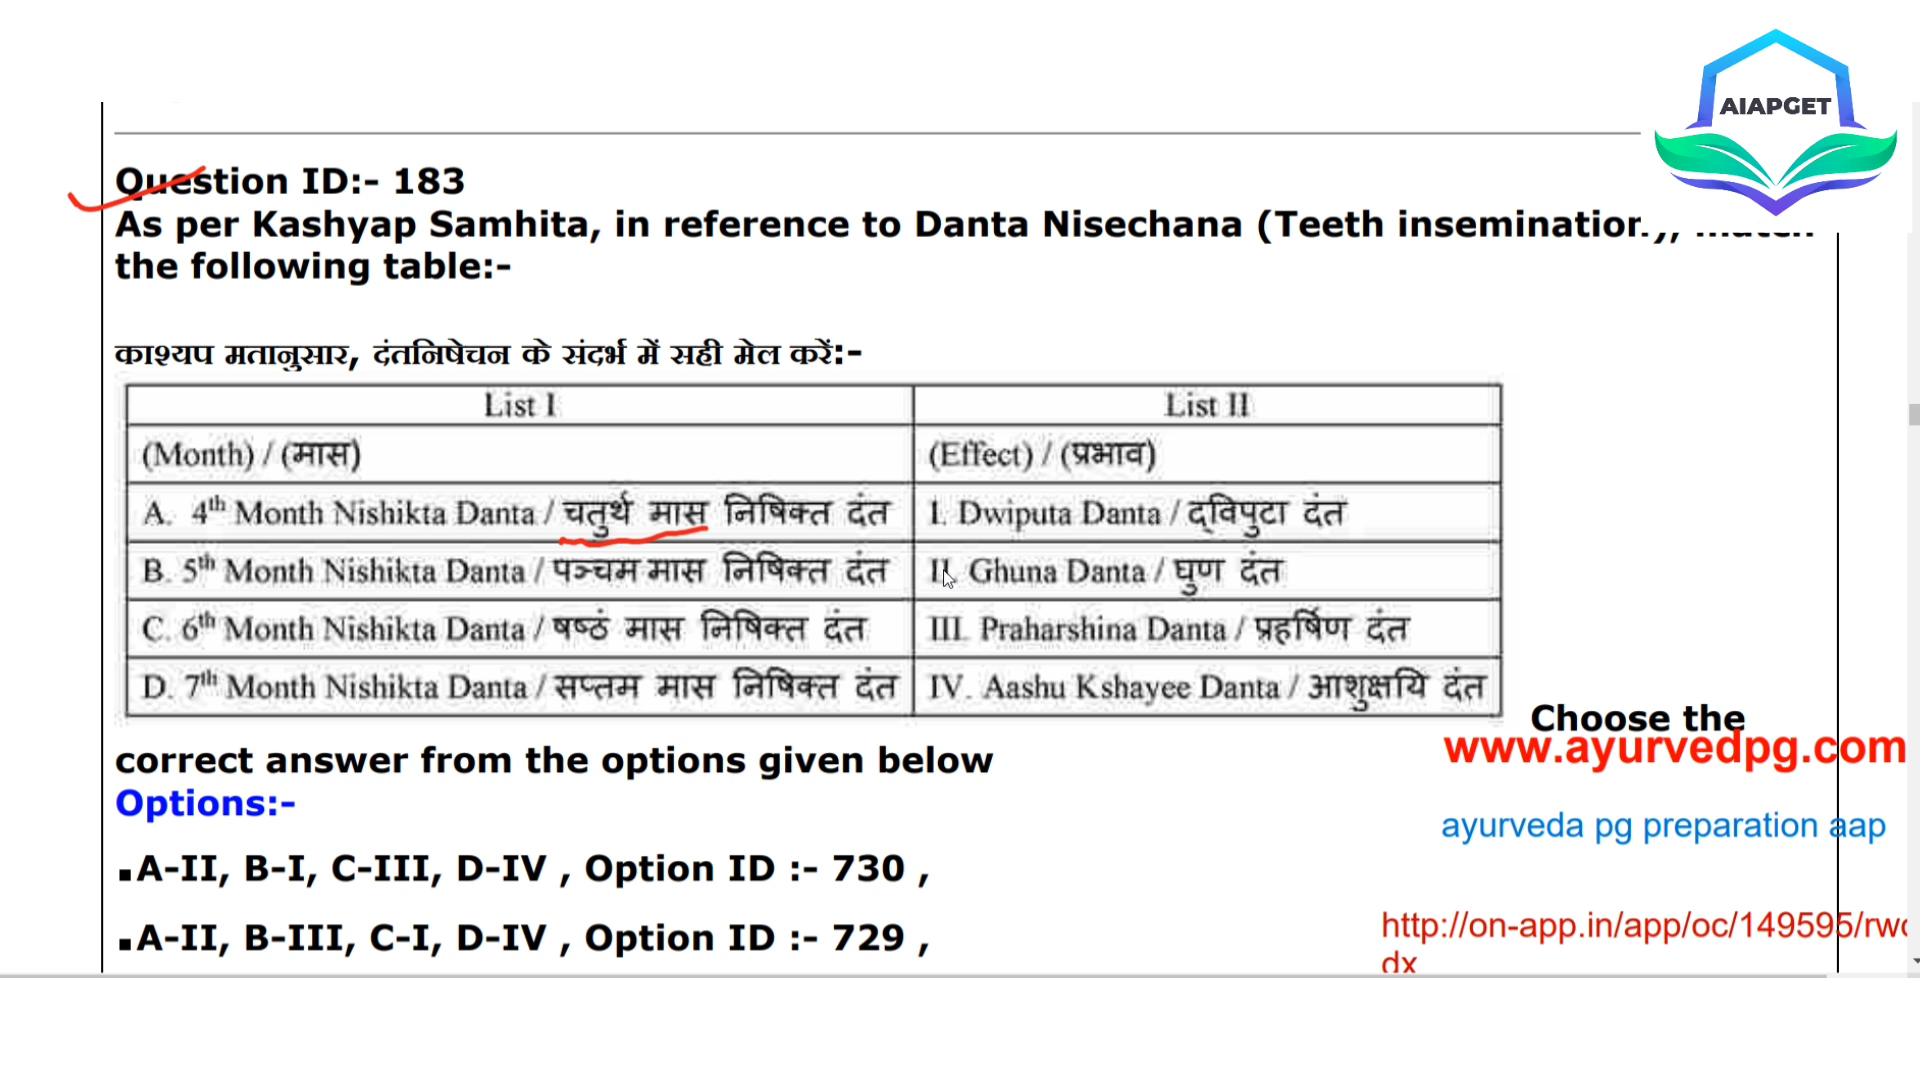 AIAPGET
Question ID:- 183
As per Kashyap Samhita, in reference to Danta Nisechana (Teeth insemination), match
the following table:-
काश्यप मतानुसार, दंतनिषेचन के संदर्भ में सही मेल करें:-
List I List II
(Month) / (मास) (Effect) / (प्रभाव)
A. 4th Month Nishikta Danta / चतुर्थ मास निषिक्त दंत I. Dwiputa Danta / द्विपुटा दंत
B. 5th Month Nishikta Danta / पञ्चम मास निषिक्त दंत II. Ghuna Danta / घुण दंत
C. 6th Month Nishikta Danta / षष्ठं मास निषिक्त दंत III. Praharshina Danta / प्रहर्षिण दंत
D. 7th Month Nishikta Danta / सप्तम मास निषिक्त दंत IV. Aashu Kshayee Danta / आशुक्षयि दंत
Choose the
correct answer from the options given below
www.ayurvedpg.com
Options:-
ayurveda pg preparation aap
▪A-II, B-I, C-III, D-IV , Option ID :- 730 ,
▪A-II, B-III, C-I, D-IV , Option ID :- 729 ,
http://on-app.in/app/oc/149595/rwc
dx